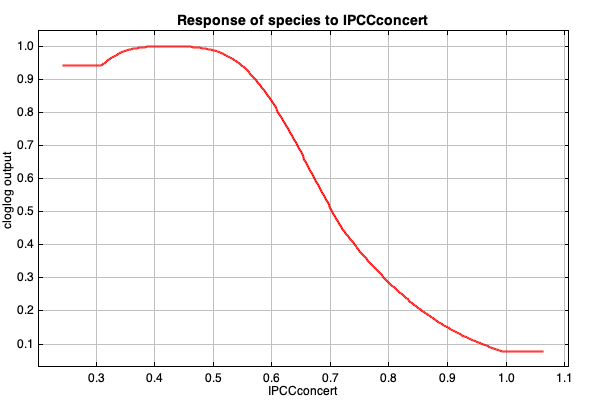 Response of species to IPCCconcert
cloglog output
1.0
0.9
0.8
0.7
0.6
0.5
0.4
0.3
0.2
0.1
0.3 0.4 0.5 0.6 0.7 0.8 0.9 1.0 1.1
IPCCconcert